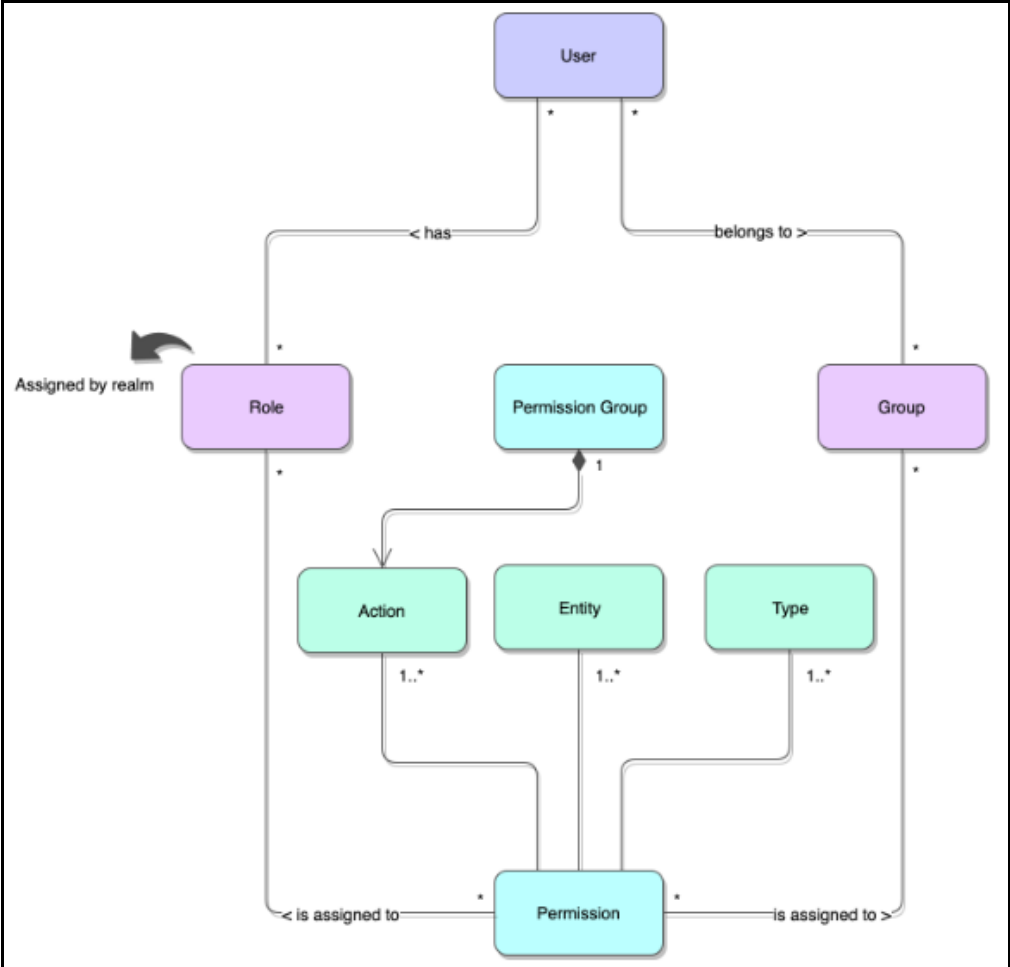 User
*
*
< has
belongs to >
*
*
Assigned by realm
Role
Permission Group
Group
*
1
*
Action
Entity
Type
1..*
1..*
1..*
*
*
< is assigned to
Permission
is assigned to >